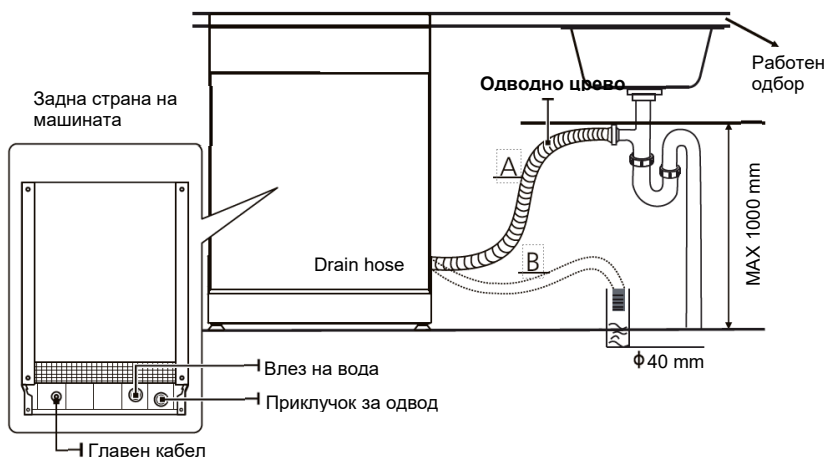 Работен
одбор
Одводно црево
Задна страна на
машината
A
MAX 1000 mm
B
Drain hose
ϕ 40 mm
Влез на вода
Приклучок за одвод
Главен кабел